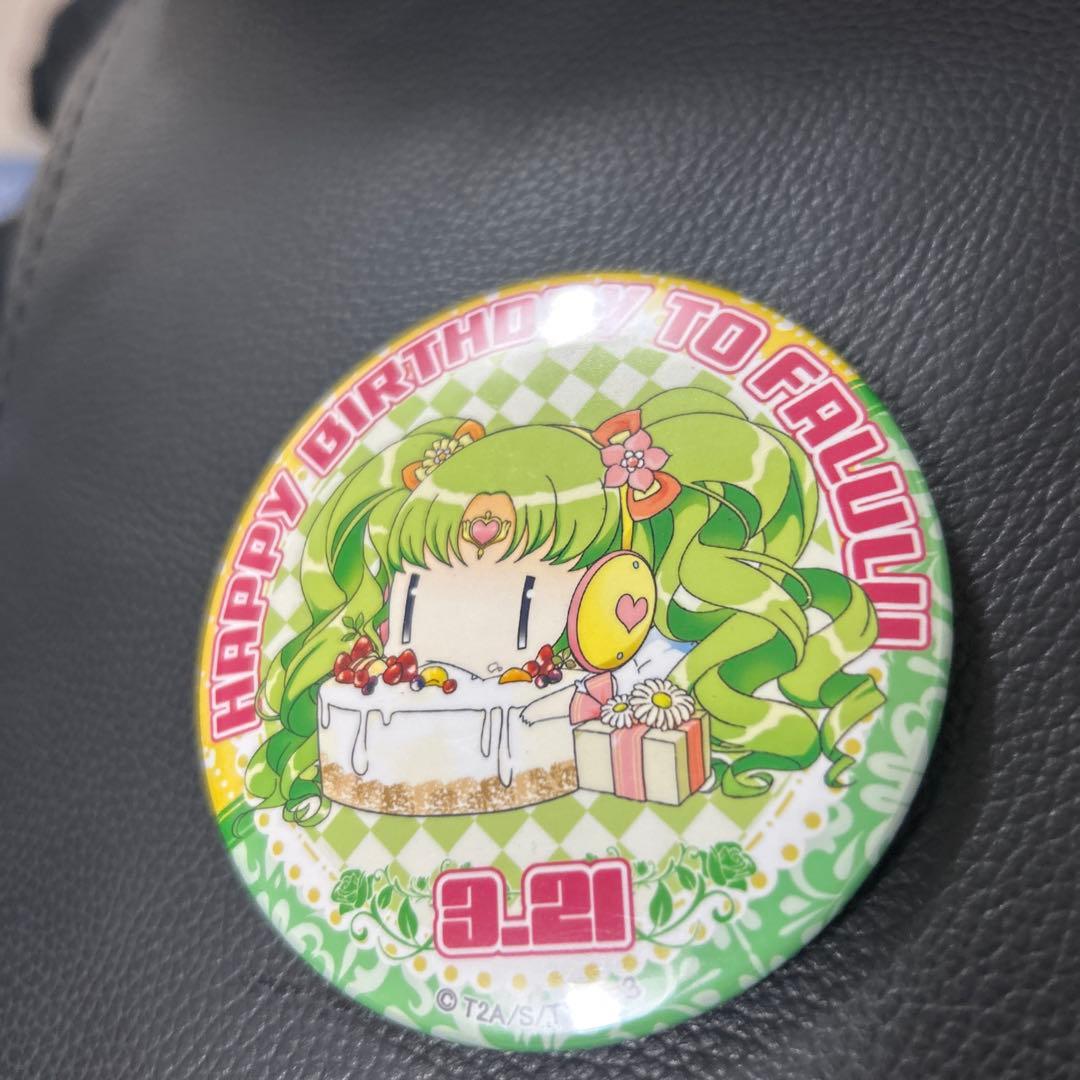 HAPPY BIRTHDAY TO FALULU!
3.21
© T2A/S/T